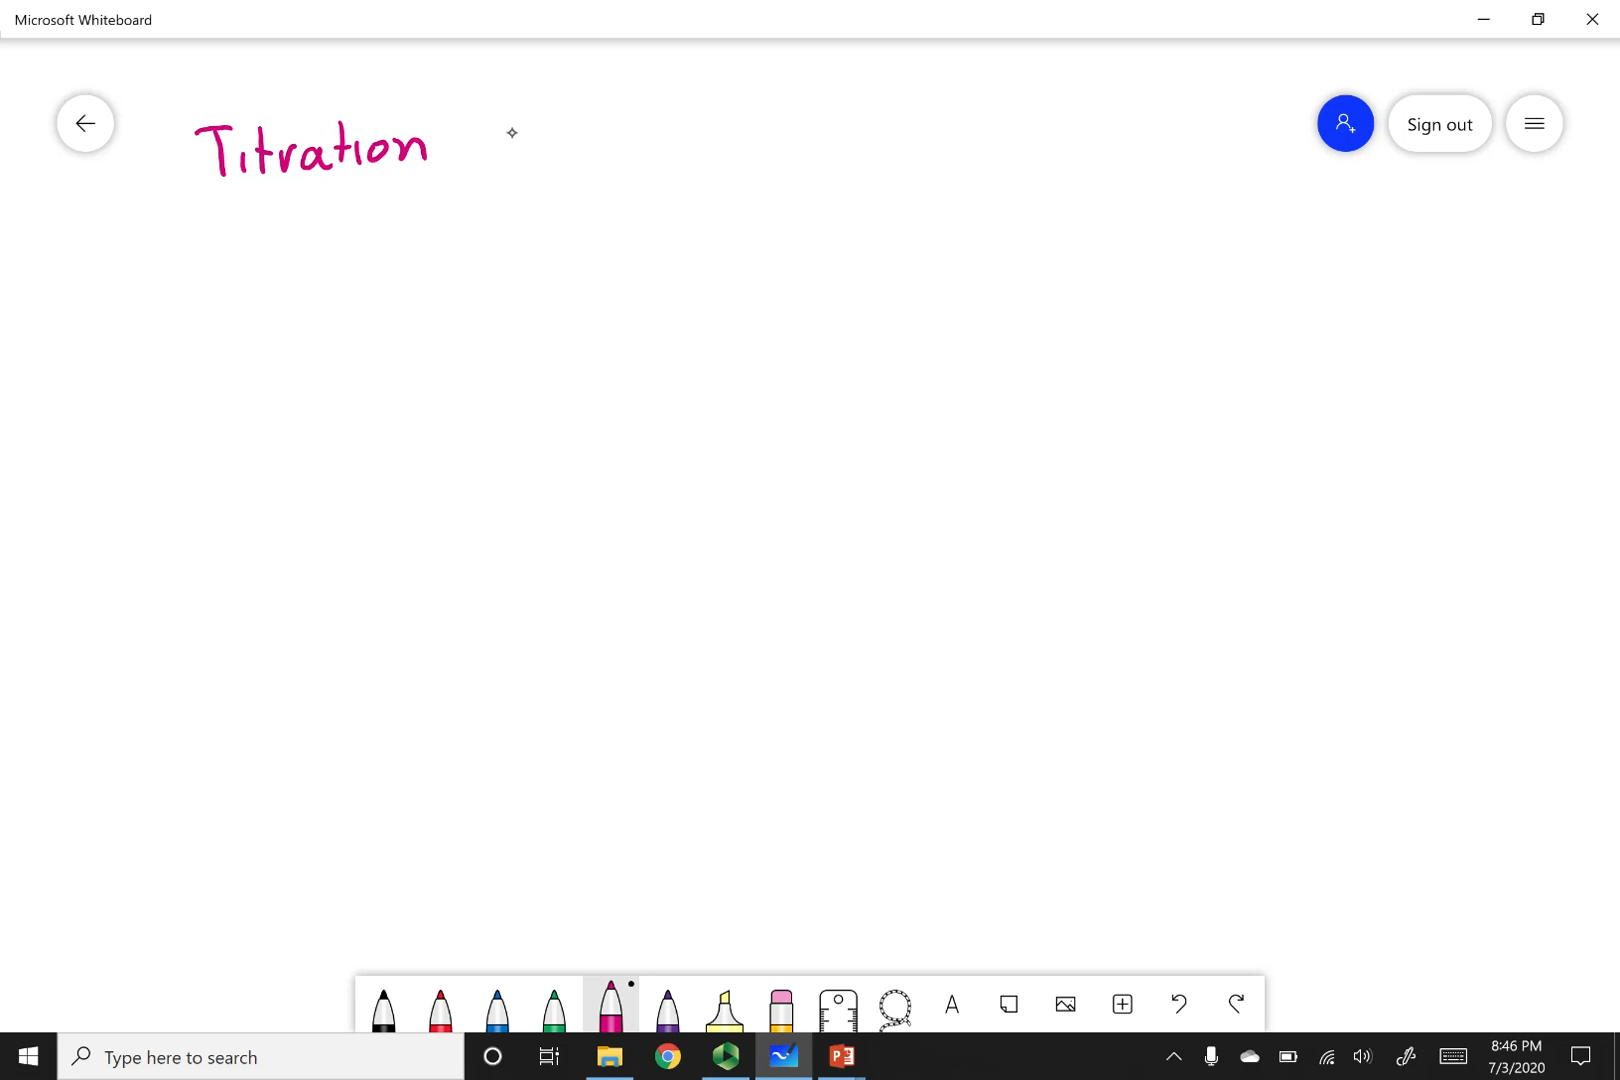 Microsoft Whiteboard
Titration
Sign out
A
Type here to search
8:46 PM
7/3/2020